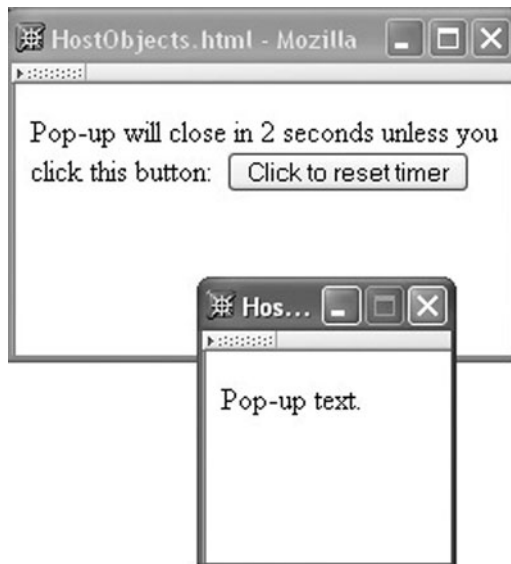 HostObjects.html - Mozilla
Pop-up will close in 2 seconds unless you
click this button: Click to reset timer
Hos...
Pop-up text.